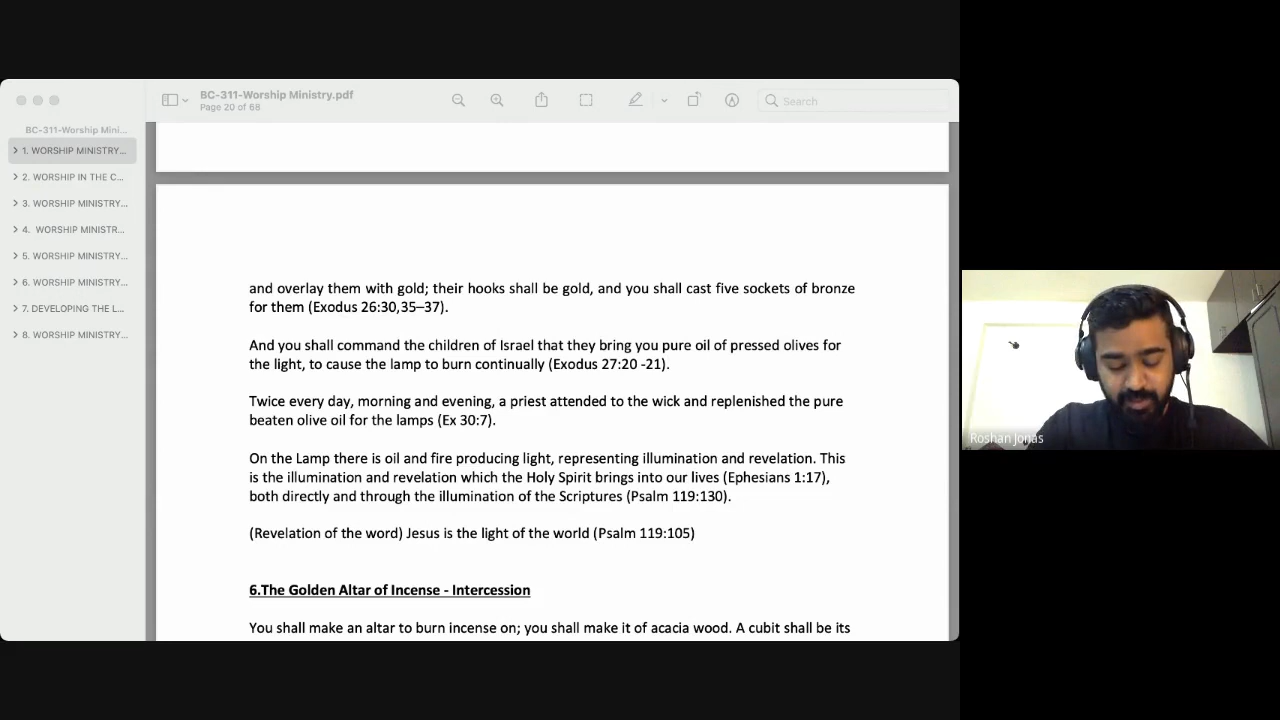 BC-311-Worship Ministry.pdf
Page 20 of 68
Search
BC-311-Worship Mini...
1. WORSHIP MINISTRY...
2. WORSHIP IN THE C...
3. WORSHIP MINISTRY...
4. WORSHIP MINISTR...
5. WORSHIP MINISTRY...
6. WORSHIP MINISTRY...
7. DEVELOPING THE L...
8. WORSHIP MINISTRY...
and overlay them with gold; their hooks shall be gold, and you shall cast five sockets of bronze
for them (Exodus 26:30,35–37).
And you shall command the children of Israel that they bring you pure oil of pressed olives for
the light, to cause the lamp to burn continually (Exodus 27:20 -21).
Twice every day, morning and evening, a priest attended to the wick and replenished the pure
beaten olive oil for the lamps (Ex 30:7).
On the Lamp there is oil and fire producing light, representing illumination and revelation. This
is the illumination and revelation which the Holy Spirit brings into our lives (Ephesians 1:17),
both directly and through the illumination of the Scriptures (Psalm 119:130).
(Revelation of the word) Jesus is the light of the world (Psalm 119:105)
6.The Golden Altar of Incense - Intercession
You shall make an altar to burn incense on; you shall make it of acacia wood. A cubit shall be its
Roshan Jonas